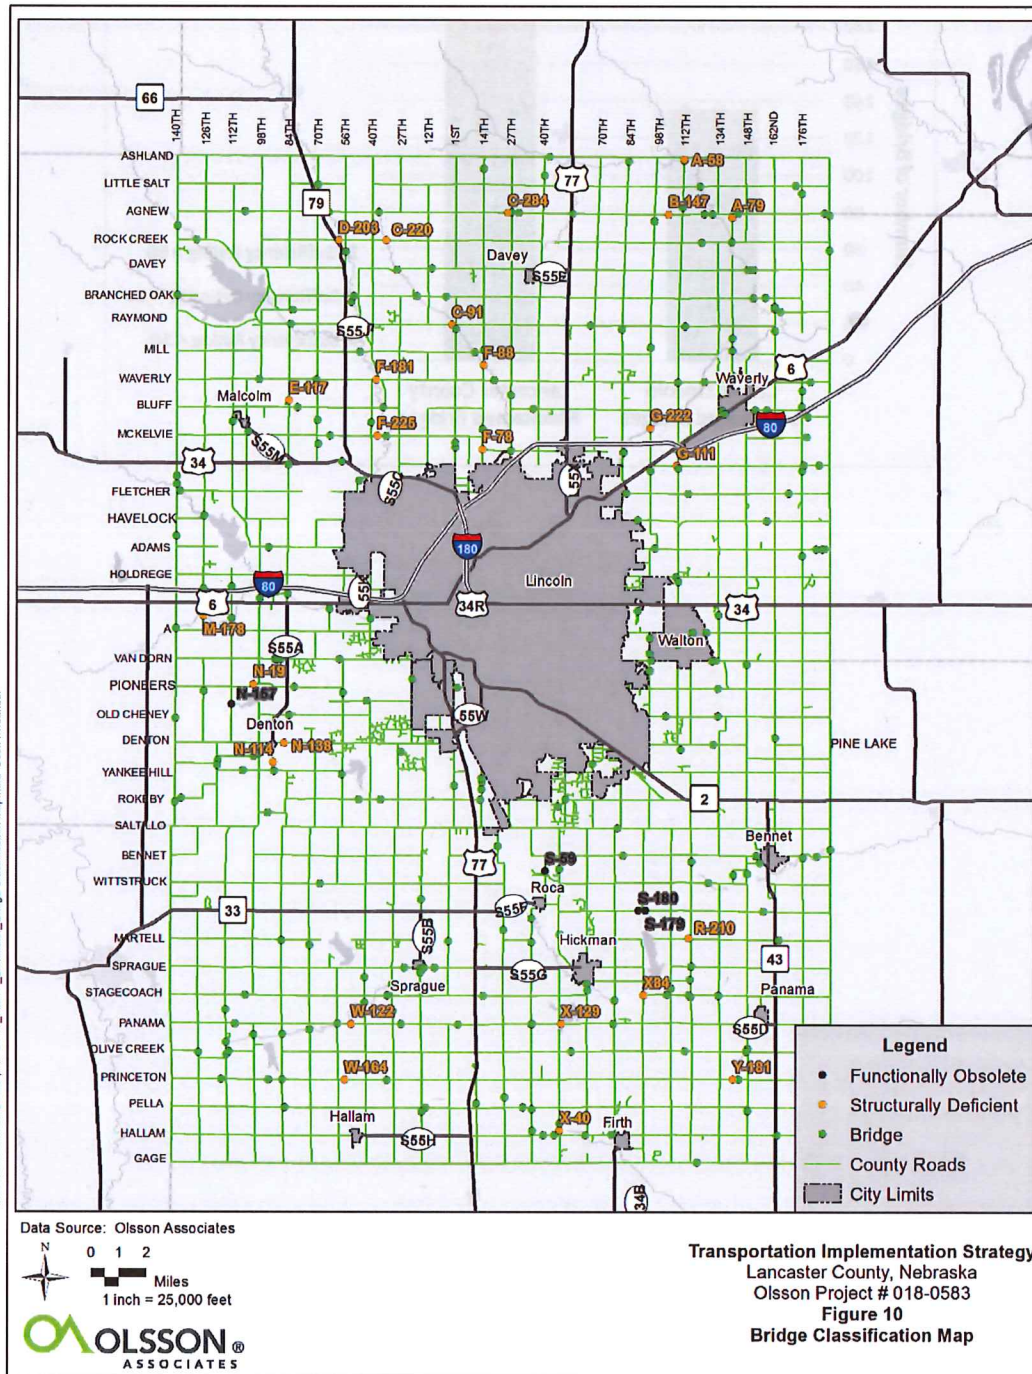 66
140TH
126TH
112TH
98TH
84TH
70TH
56TH
40TH
27TH
12TH
1ST
14TH
27TH
40TH
70TH
84TH
98TH
112TH
134TH
148TH
162ND
176TH
ASHLAND
A-58
LITTLE SALT
77
79
AGNEW
C-284
B-147
A-79
ROCK CREEK
D-203
C-220
DAVEY
Davey
S55E
BRANCHED OAK
RAYMOND
C-91
S55J
MILL
F-88
6
WAVERLY
F-181
Waverly
BLUFF
Malcolm
E-117
80
MCKELVIE
S55M
F-225
F-78
G-222
34
G-111
FLETCHER
S55C
55X
HAVELOCK
ADAMS
180
HOLDREGE
80
55K
Lincoln
6
34R
34
A
M-178
S55A
Walton
VAN DORN
N-19
PIONEERS
N-157
OLD CHENEY
Denton
55W
DENTON
N-138
N-114
PINE LAKE
YANKEE HILL
ROKEBY
2
SALTILLO
Bennet
BENNET
77
S-59
WITTSTRUCK
Roca
S-180
33
S55F
S-179
R-210
MARTELL
S55B
Hickman
43
SPRAGUE
S55G
Sprague
X84
Panama
STAGECOACH
W-122
X-129
PANAMA
S55D
OLIVE CREEK
PRINCETON
W-164
Y-181
PELLA
Hallam
X-40
Firth
HALLAM
S55H
GAGE
34B
Legend
Functionally Obsolete
Structurally Deficient
Bridge
County Roads
City Limits
Data Source: Olsson Associates
N
0 1 2
Miles
1 inch = 25,000 feet
OLSSON ®
ASSOCIATES
Transportation Implementation Strategy
Lancaster County, Nebraska
Olsson Project # 018-0583
Figure 10
Bridge Classification Map